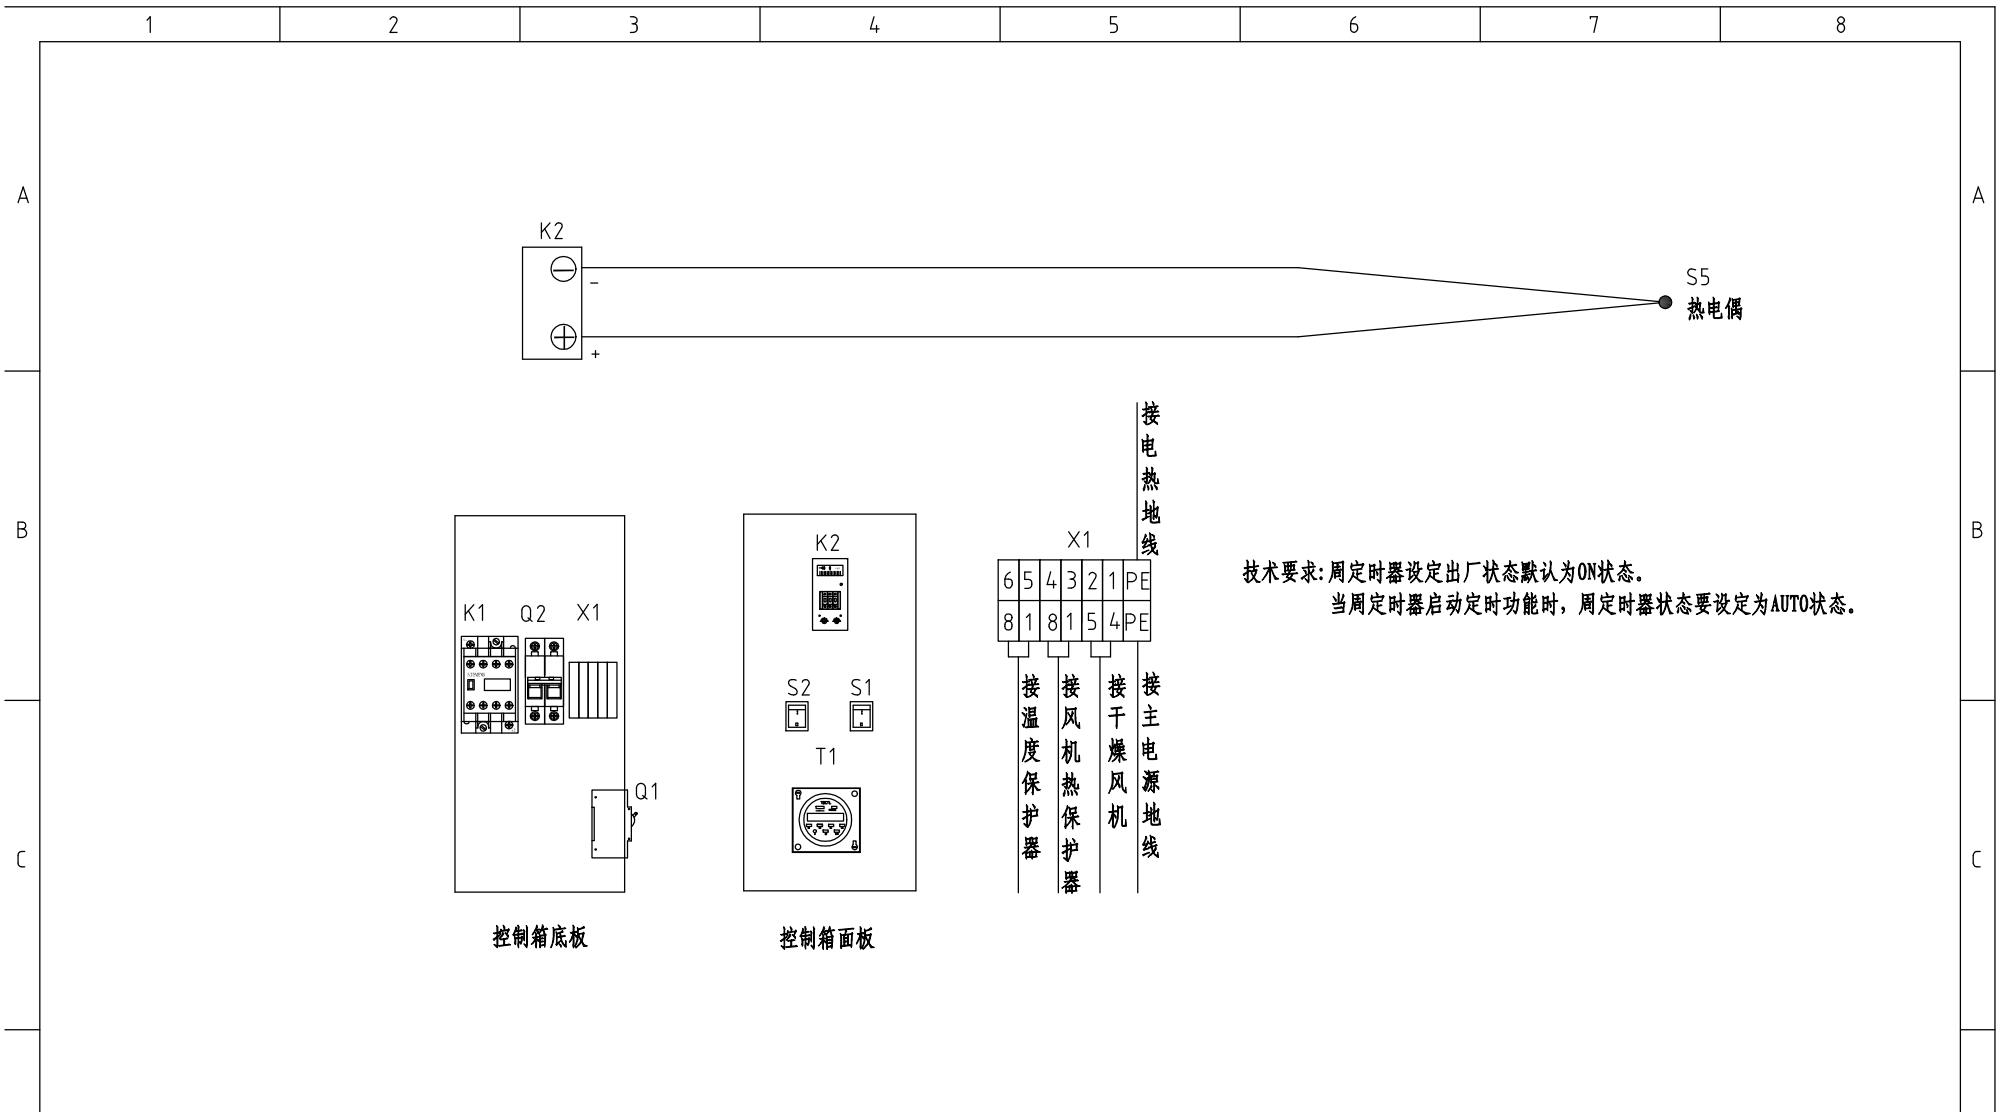 1 2 3 4 5 6 7 8
A A
K2
-
+
S5
热电偶
B B
接电热地线
X1
6 5 4 3 2 1 PE
8 1 8 1 5 4 PE
接温度保护器
接风机热保护器
接干燥风机
接主电源地线
技术要求:周定时器设定出厂状态默认为ON状态。
当周定时器启动定时功能时，周定时器状态要设定为AUTO状态。
K1 Q2 X1
SIEMENS
Q1
控制箱底板
K2
S2 S1
T1
控制箱面板
C C